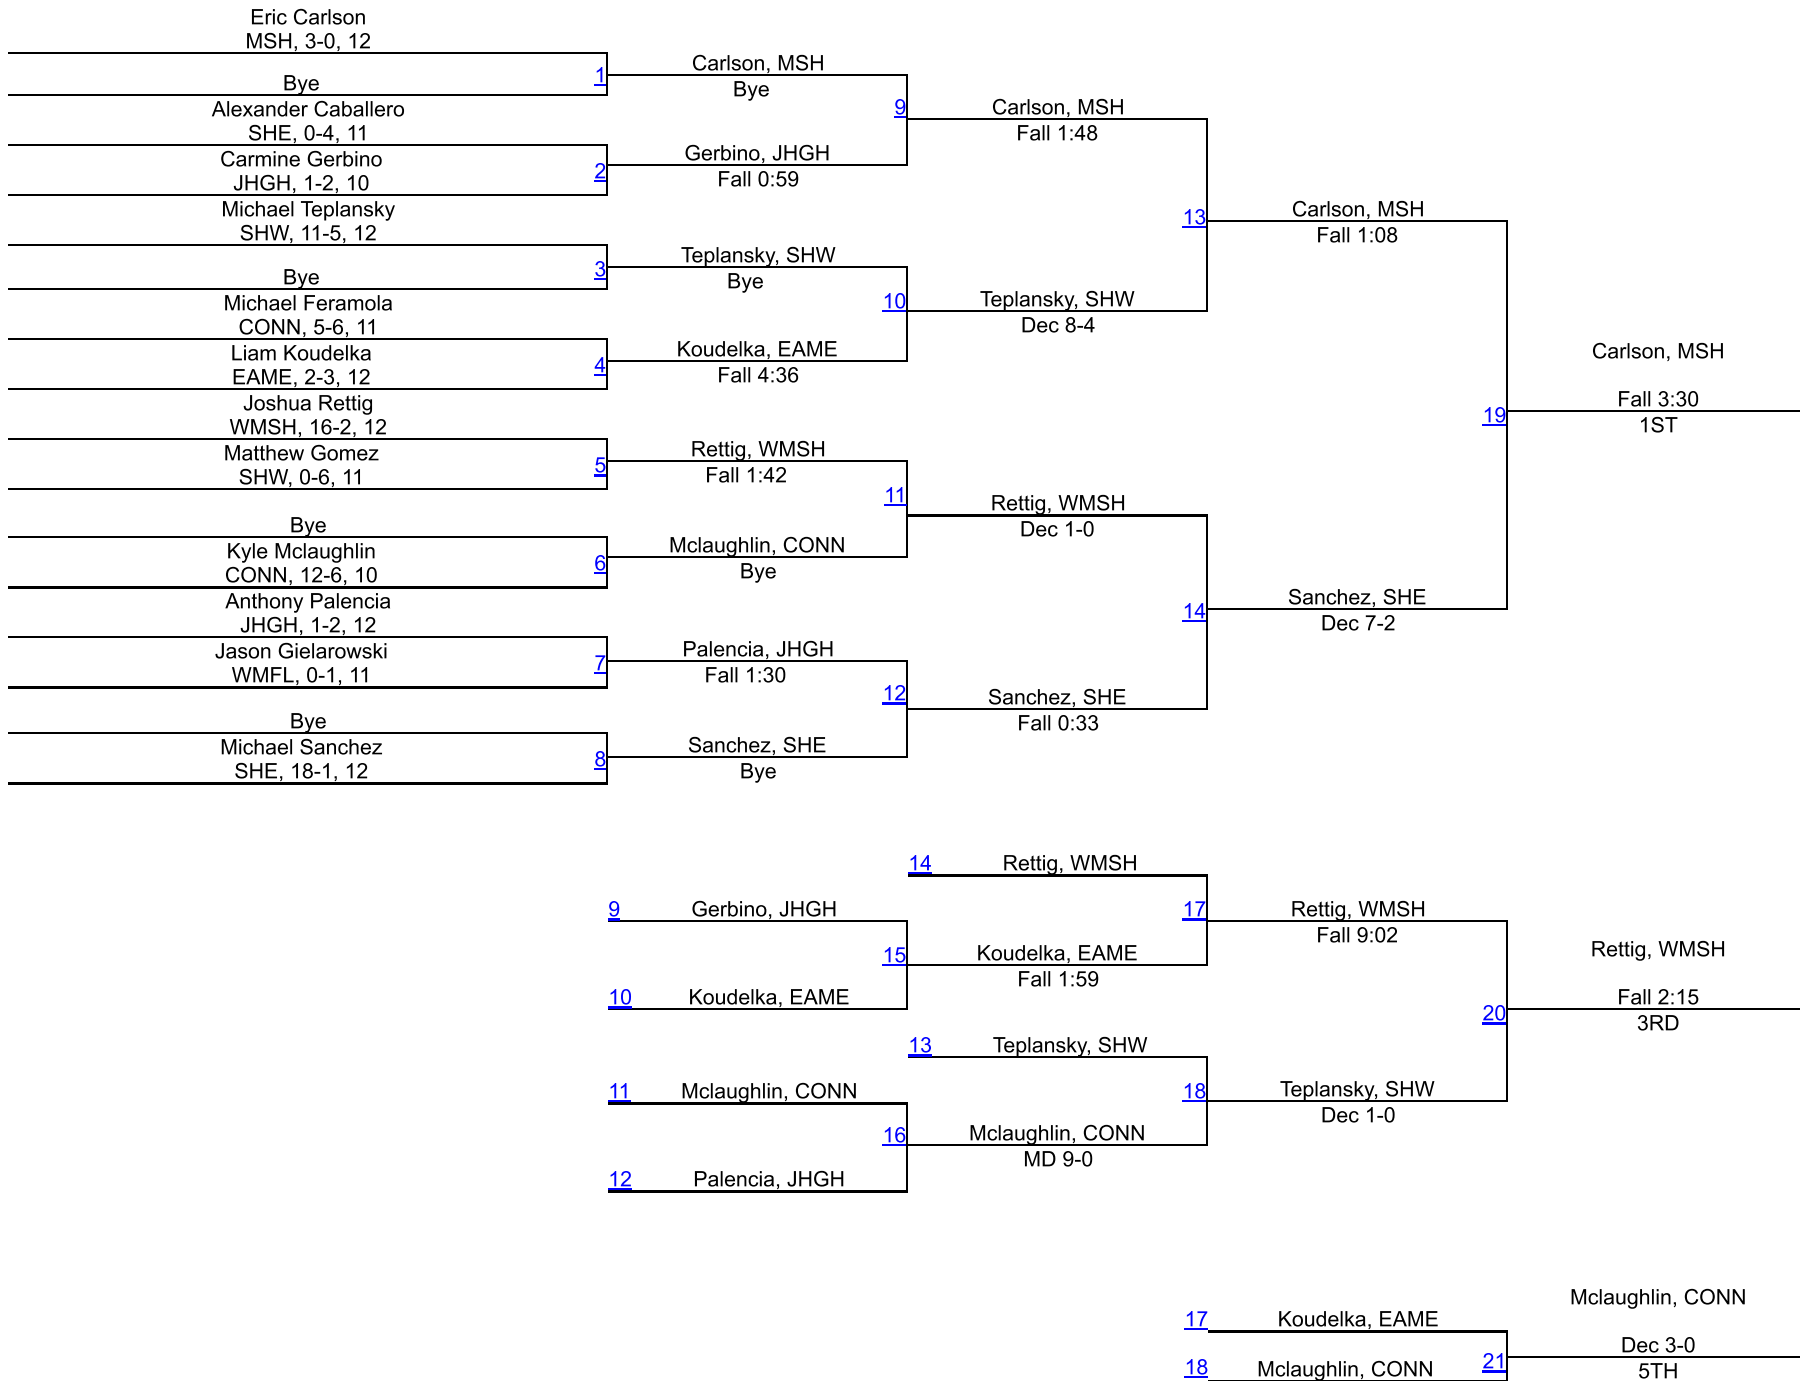 Eric Carlson
MSH, 3-0, 12
Bye
1
Alexander Caballero
SHE, 0-4, 11
Carmine Gerbino
JHGH, 1-2, 10
2
Michael Teplansky
SHW, 11-5, 12
Bye
3
Michael Feramola
CONN, 5-6, 11
Liam Koudelka
EAME, 2-3, 12
4
Joshua Rettig
WMSH, 16-2, 12
Matthew Gomez
SHW, 0-6, 11
5
Bye
Kyle Mclaughlin
CONN, 12-6, 10
6
Anthony Palencia
JHGH, 1-2, 12
Jason Gielarowski
WMFL, 0-1, 11
7
Bye
Michael Sanchez
SHE, 18-1, 12
8
Carlson, MSH
Bye
9
Gerbino, JHGH
Fall 0:59
Teplansky, SHW
Bye
10
Koudelka, EAME
Fall 4:36
Rettig, WMSH
Fall 1:42
11
Mclaughlin, CONN
Bye
Palencia, JHGH
Fall 1:30
12
Sanchez, SHE
Bye
Carlson, MSH
Fall 1:48
13
Teplansky, SHW
Dec 8-4
Rettig, WMSH
Dec 1-0
14
Sanchez, SHE
Fall 0:33
Carlson, MSH
Fall 1:08
19
Sanchez, SHE
Dec 7-2
Carlson, MSH
Fall 3:30
1ST
14
Rettig, WMSH
9
Gerbino, JHGH
17
Rettig, WMSH
Fall 9:02
15
Koudelka, EAME
Fall 1:59
10
Koudelka, EAME
Rettig, WMSH
Fall 2:15
3RD
20
13
Teplansky, SHW
11
Mclaughlin, CONN
18
Teplansky, SHW
Dec 1-0
16
Mclaughlin, CONN
MD 9-0
12
Palencia, JHGH
17
Koudelka, EAME
18
Mclaughlin, CONN
21
Mclaughlin, CONN
Dec 3-0
5TH